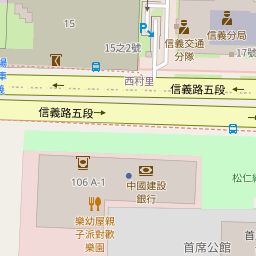 15
信義分局
信義交通
分隊
15之2號
17號
西村里
信義路五段
信義路五段
106 A-1
中國建設
銀行
松仁
樂幼屋親
子派對歡
樂園
首席公館